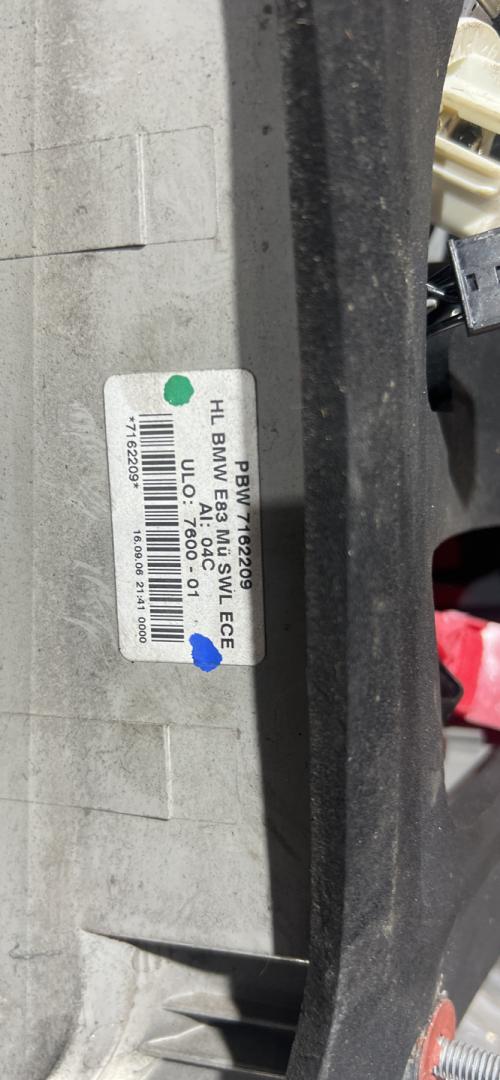 PBW 7162209
HL BMW E83 Mü SWL ECE
AI: 04C
ULO: 7600 - 01
*7162209*
16.09.06 21:41 0000